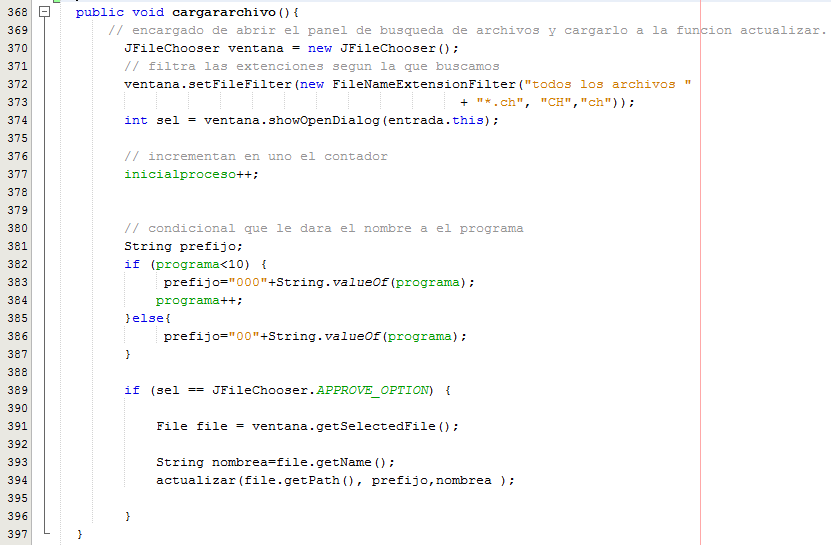 368 public void cargararchivo(){
369 // encargado de abrir el panel de busqueda de archivos y cargarlo a la funcion actualizar.
370 JFileChooser ventana = new JFileChooser();
371 // filtra las extenciones segun la que buscamos
372 ventana.setFileFilter(new FileNameExtensionFilter("todos los archivos "
373 + "*.ch", "CH","ch"));
374 int sel = ventana.showOpenDialog(entrada.this);
375
376 // incrementan en uno el contador
377 inicialproceso++;
378
379
380 // condicional que le dara el nombre a el programa
381 String prefijo;
382 if (programa<10) {
383 prefijo="000"+String.valueOf(programa);
384 programa++;
385 }else{
386 prefijo="00"+String.valueOf(programa);
387 }
388
389 if (sel == JFileChooser.APPROVE_OPTION) {
390
391 File file = ventana.getSelectedFile();
392
393 String nombrea=file.getName();
394 actualizar(file.getPath(), prefijo,nombrea );
395
396 }
397 }